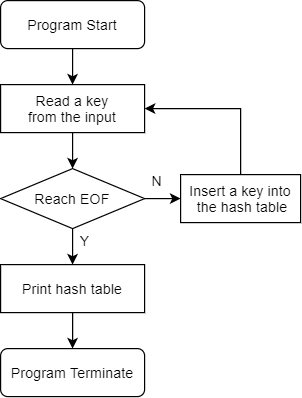 Program Start
Read a key
from the input
Reach EOF
N
Insert a key into
the hash table
Y
Print hash table
Program Terminate